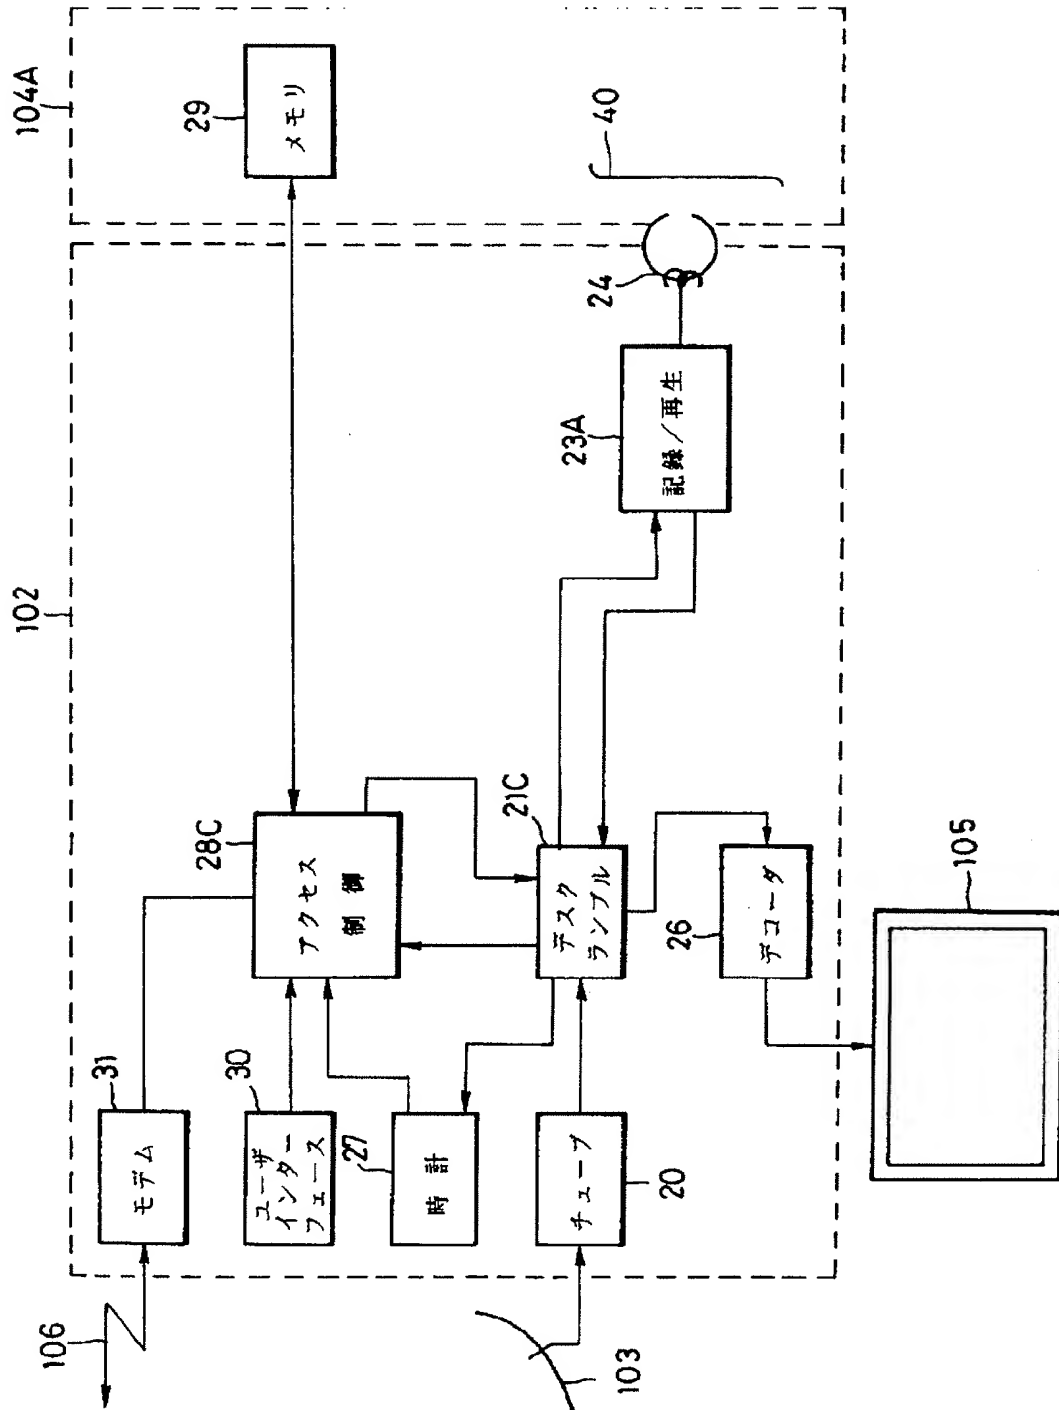 102
104A
106
31
モデム
30
ユーザ
インター
フェース
27
時計
103
20
チューブ
28C
アクセス
制御
21C
デスク
ランブル
26
デコーダ
105
23A
記録/再生
24
29
メモリ
40